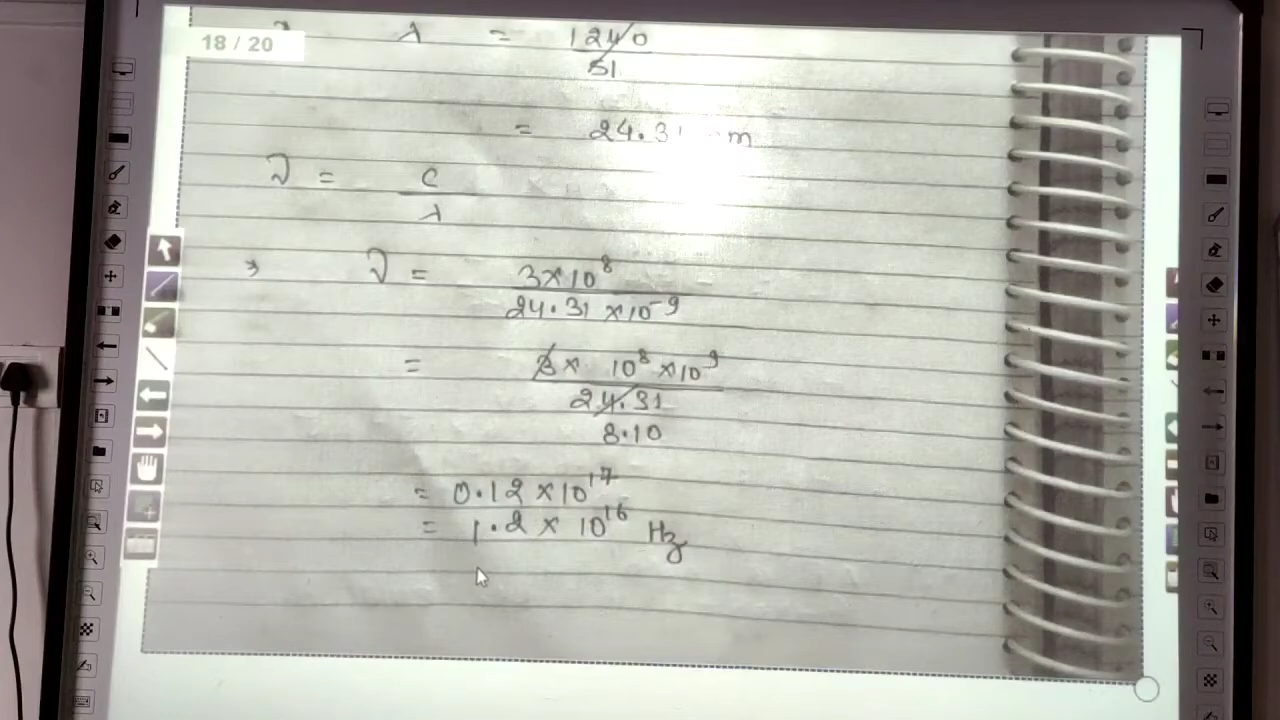 18 / 20
λ = 1240 / 51
= 24.31 m
ν = c / λ
ν = 3×10⁸ / 24.31 ×10⁻⁹
= 3× 10⁸ ×10⁹ / 24.31
8.10
= 0.12 ×10¹⁷
= 1.2 × 10¹⁶ Hz